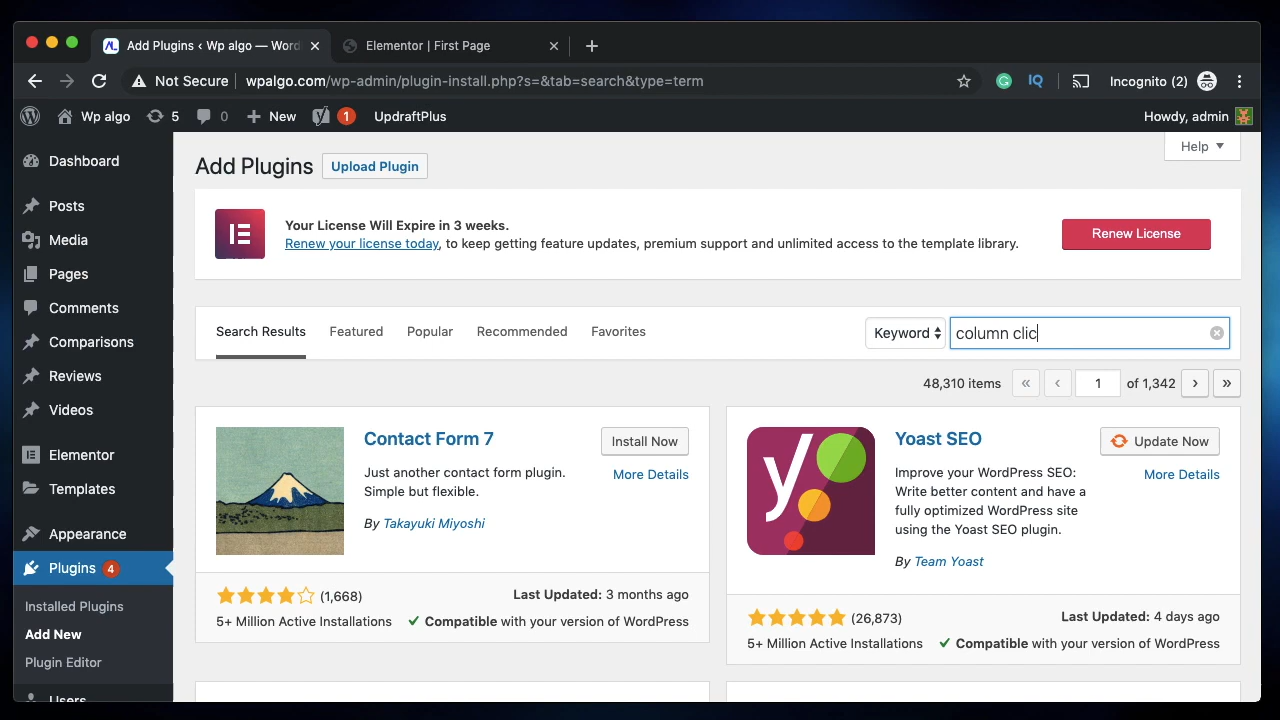 Add Plugins ‹ Wp algo — Word
Elementor | First Page
Not Secure
wpalgo.com/wp-admin/plugin-install.php?s=&tab=search&type=term
IQ
Incognito (2)
Wp algo
5
0
New
1
UpdraftPlus
Howdy, admin
Dashboard
Posts
Media
Pages
Comments
Comments
Reviews
Videos
Elementor
Templates
Appearance
Plugins 4
Installed Plugins
Add New
Plugin Editor
Users
Help
Add Plugins
Upload Plugin
Your License Will Expire in 3 weeks.
Renew your license today, to keep getting feature updates, premium support and unlimited access to the template library.
Renew License
Search Results
Featured
Popular
Recommended
Favorites
Keyword
column clic
48,310 items
«
‹
1
of 1,342
›
»
Contact Form 7
Install Now
More Details
Just another contact form plugin.
Simple but flexible.
By Takayuki Miyoshi
(1,668)
Last Updated: 3 months ago
5+ Million Active Installations
Compatible with your version of WordPress
Yoast SEO
Update Now
More Details
Improve your WordPress SEO:
Write better content and have a
fully optimized WordPress site
using the Yoast SEO plugin.
By Team Yoast
(26,873)
Last Updated: 4 days ago
5+ Million Active Installations
Compatible with your version of WordPress